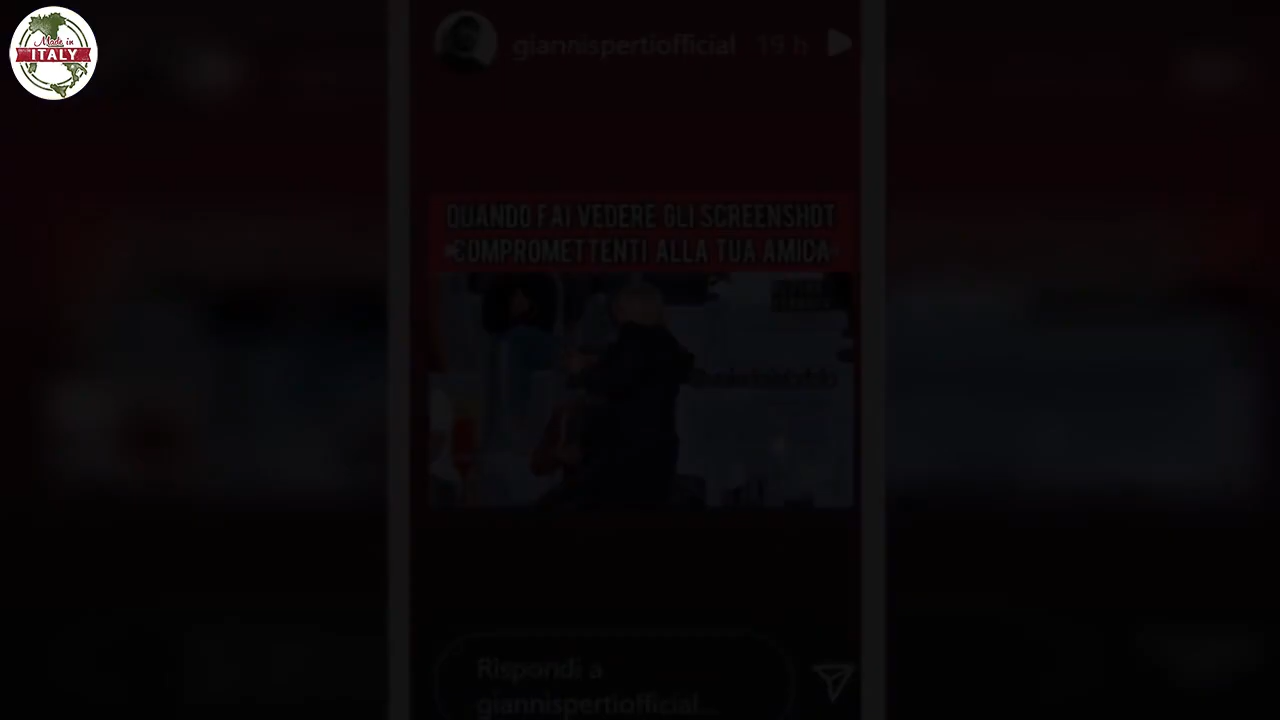 Made in
ITALY
giannispertiofficial 19 h
QUANDO FAI VEDERE GLI SCREENSHOT
COMPROMETTENTI ALLA TUA AMICA
Rispondi a
giannispertiofficial...